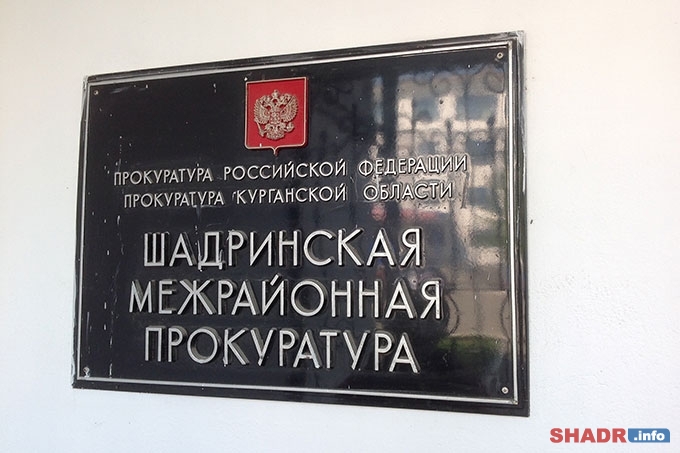 ПРОКУРАТУРА РОССИЙСКОЙ ФЕДЕРАЦИИ
ПРОКУРАТУРА КУРГАНСКОЙ ОБЛАСТИ
ШАДРИНСКАЯ
МЕЖРАЙОННАЯ
ПРОКУРАТУРА
SHADR.info